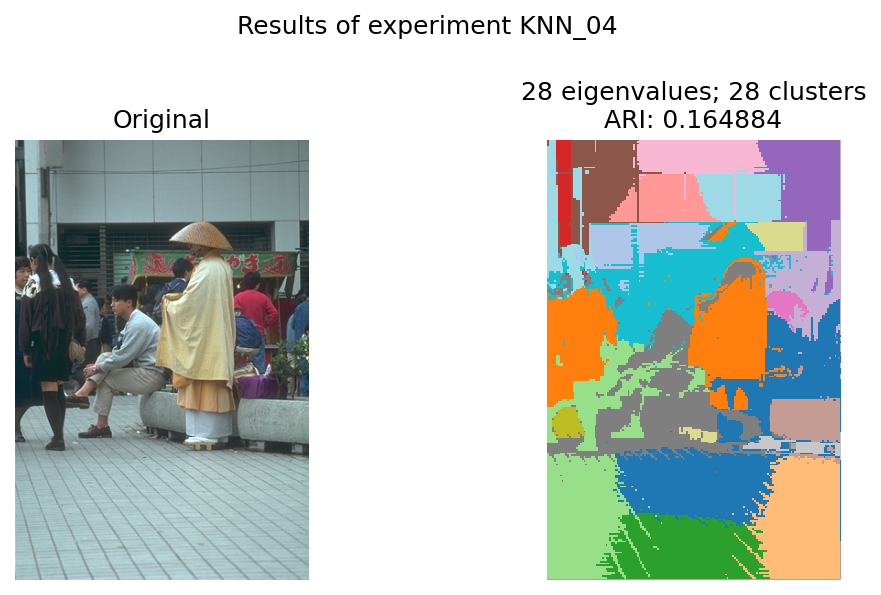 Results of experiment KNN_04
Original
28 eigenvalues; 28 clusters
ARI: 0.164884